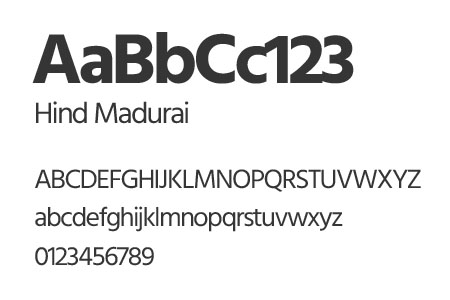 AaBbCc123
Hind Madurai
ABCDEFGHIJKLMNOPQRSTUVWXYZ
abcdefghijklmnopqrstuvwxyz
0123456789